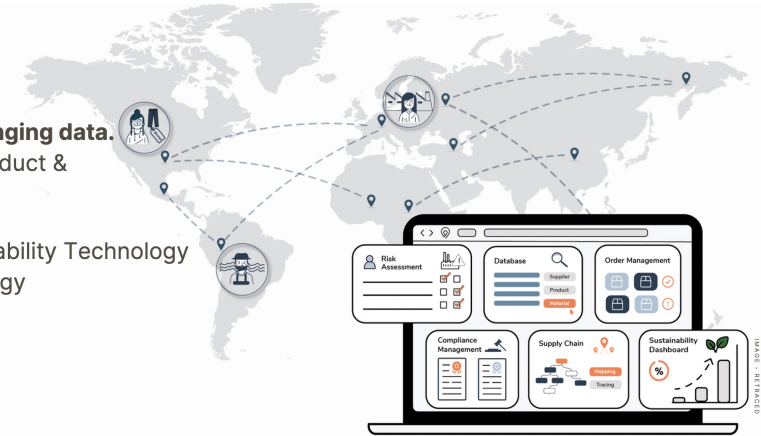 naging data.
duct &
ability Technology
gy
Risk
Assessment
Database
Supplier
Product
Material
Order Management
Compliance
Management
Supply Chain
Mapping
Tracing
Sustainability
Dashboard
%
IMAGE - RETRACED